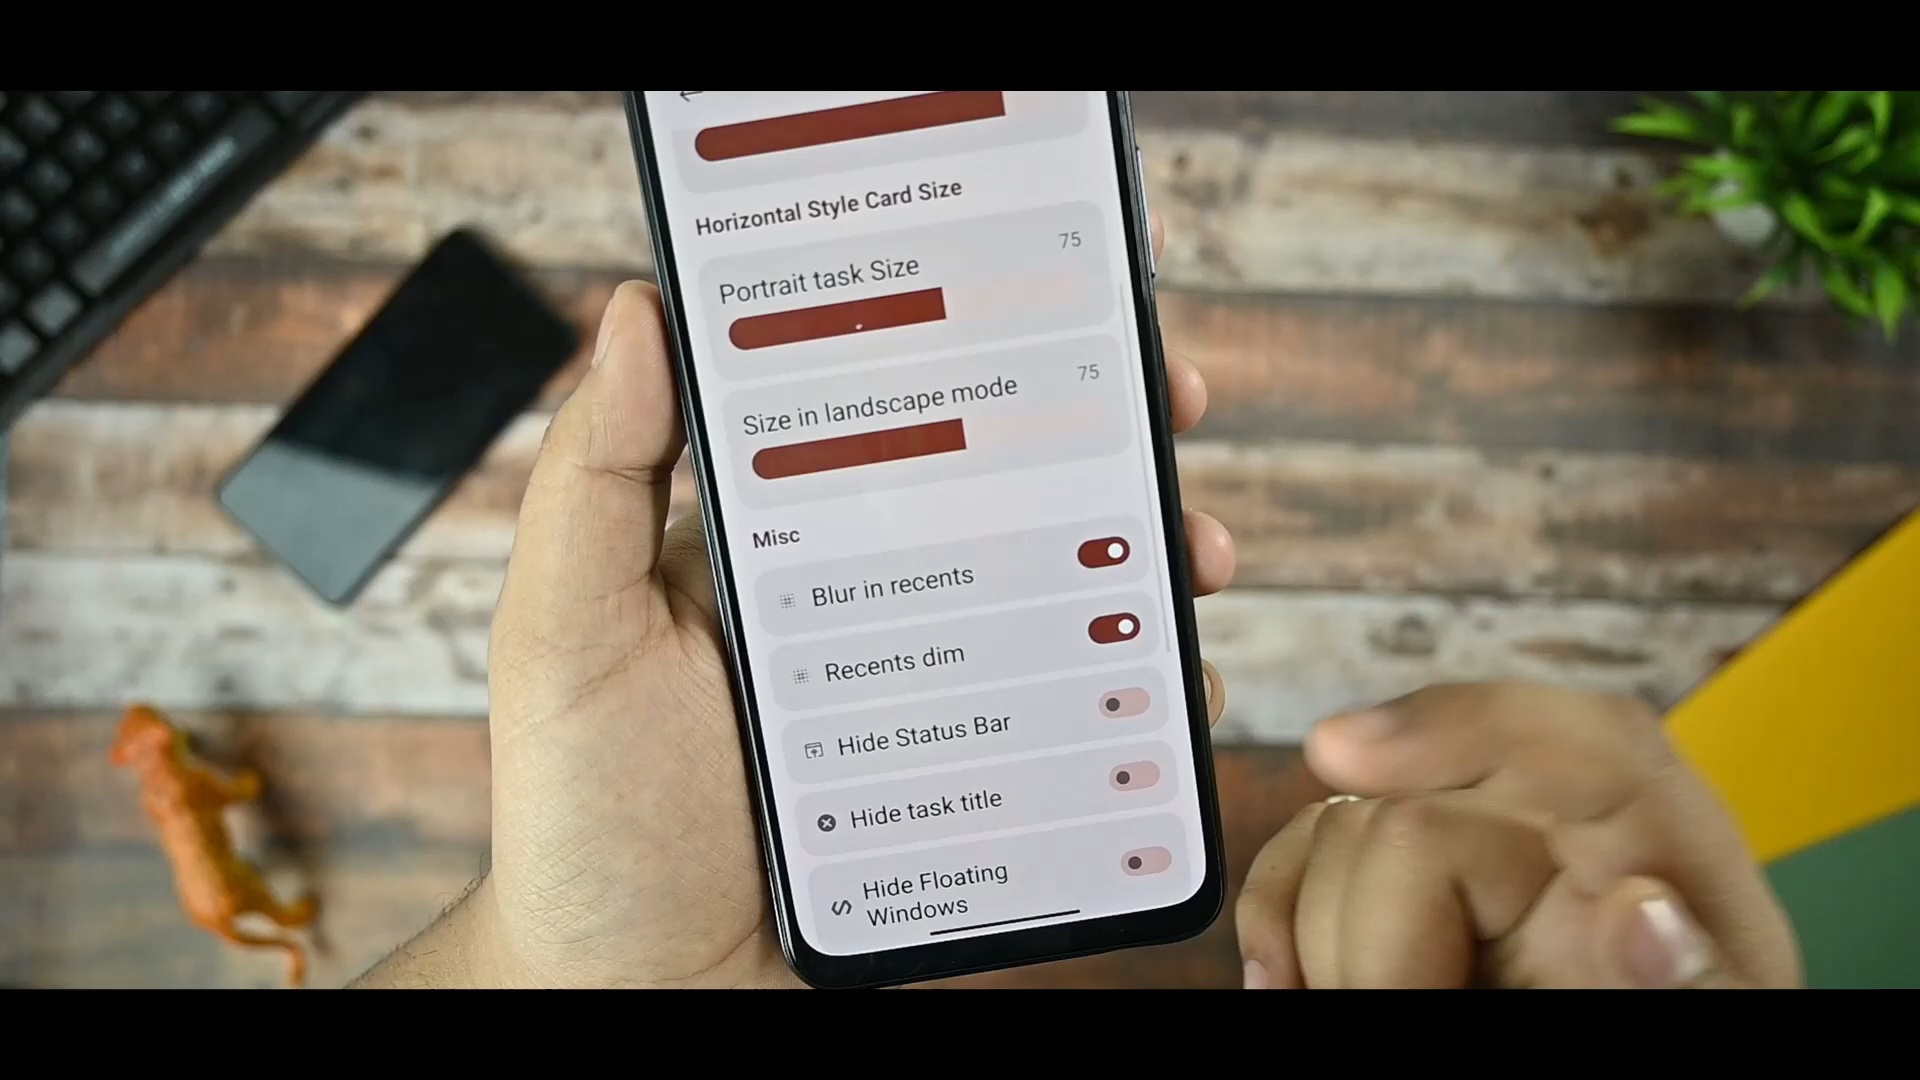 Horizontal Style Card Size
Portrait task Size
75
Size in landscape mode
75
Misc
Blur in recents
Recents dim
Hide Status Bar
Hide task title
Hide Floating
Windows